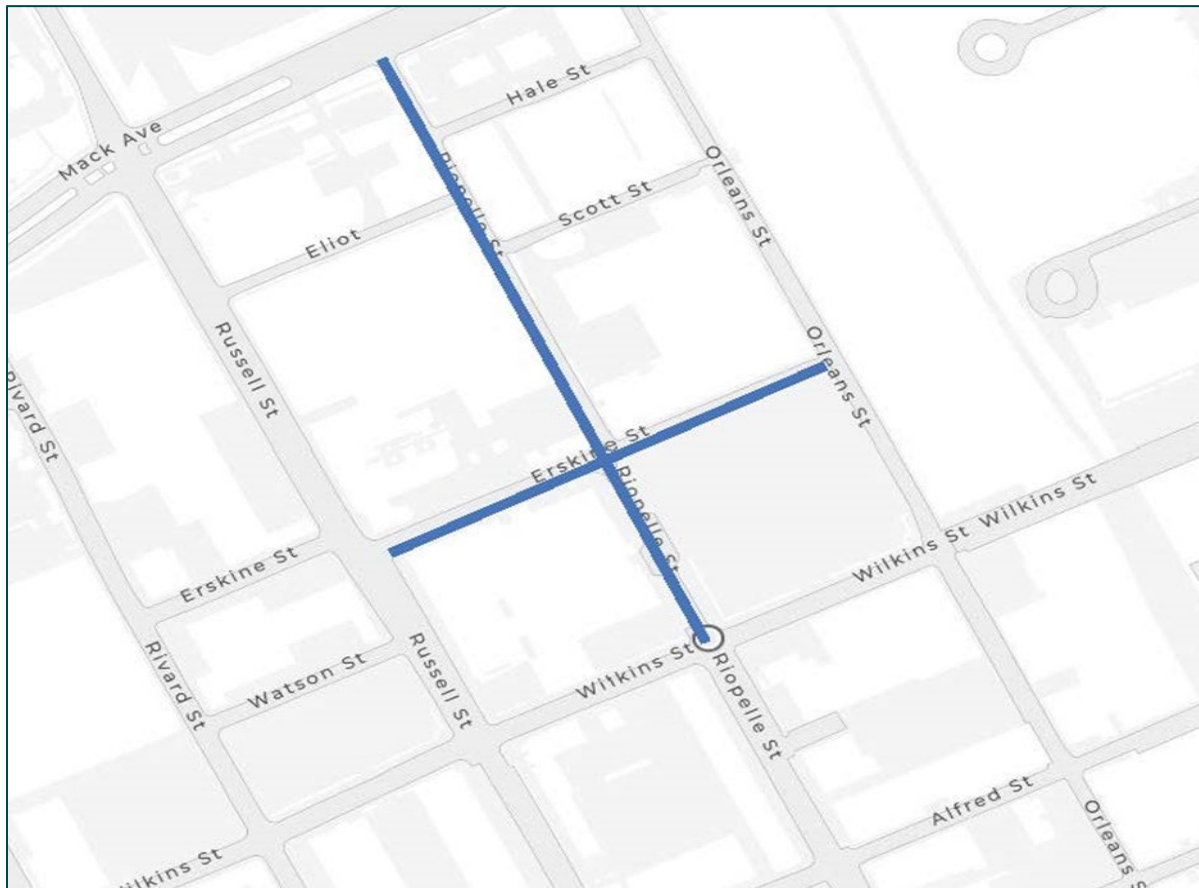 Mack Ave
Hale St
Riopelle St
Scott St
Orleans St
Eliot
Russell St
Rivard St
Orleans St
Erskine St
Riopelle St
Wilkins St
Wilkins St
Erskine St
Watson St
Rivard St
Russell St
Wilkins St
Riopelle St
Alfred St
Orleans S
Wilkins St